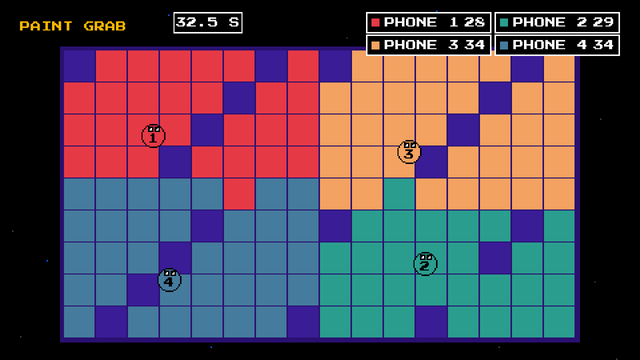 PAINT GRAB
32.5 S
PHONE 1 28
PHONE 2 29
PHONE 3 34
PHONE 4 34
1
3
2
4